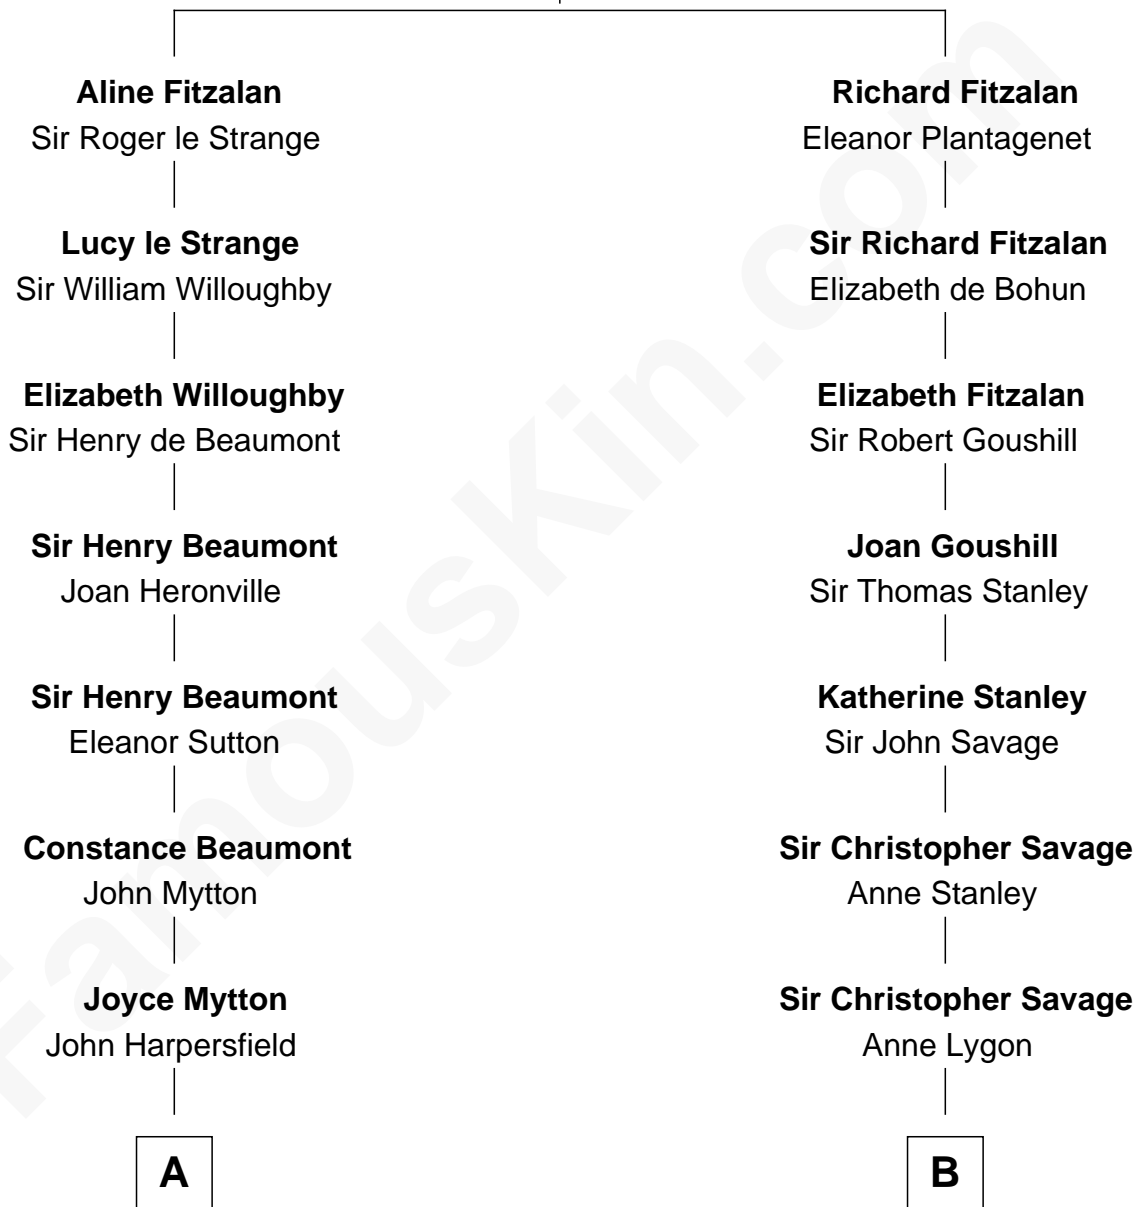 Aline Fitzalan
Sir Roger le Strange
Richard Fitzalan
Eleanor Plantagenet
Lucy le Strange
Sir William Willoughby
Sir Richard Fitzalan
Elizabeth de Bohun
Elizabeth Willoughby
Sir Henry de Beaumont
Elizabeth Fitzalan
Sir Robert Goushill
Sir Henry Beaumont
Joan Heronville
Joan Goushill
Sir Thomas Stanley
Sir Henry Beaumont
Eleanor Sutton
Katherine Stanley
Sir John Savage
Constance Beaumont
John Mytton
Sir Christopher Savage
Anne Stanley
Joyce Mytton
John Harpersfield
Sir Christopher Savage
Anne Lygon
A
B
FamousKin.com